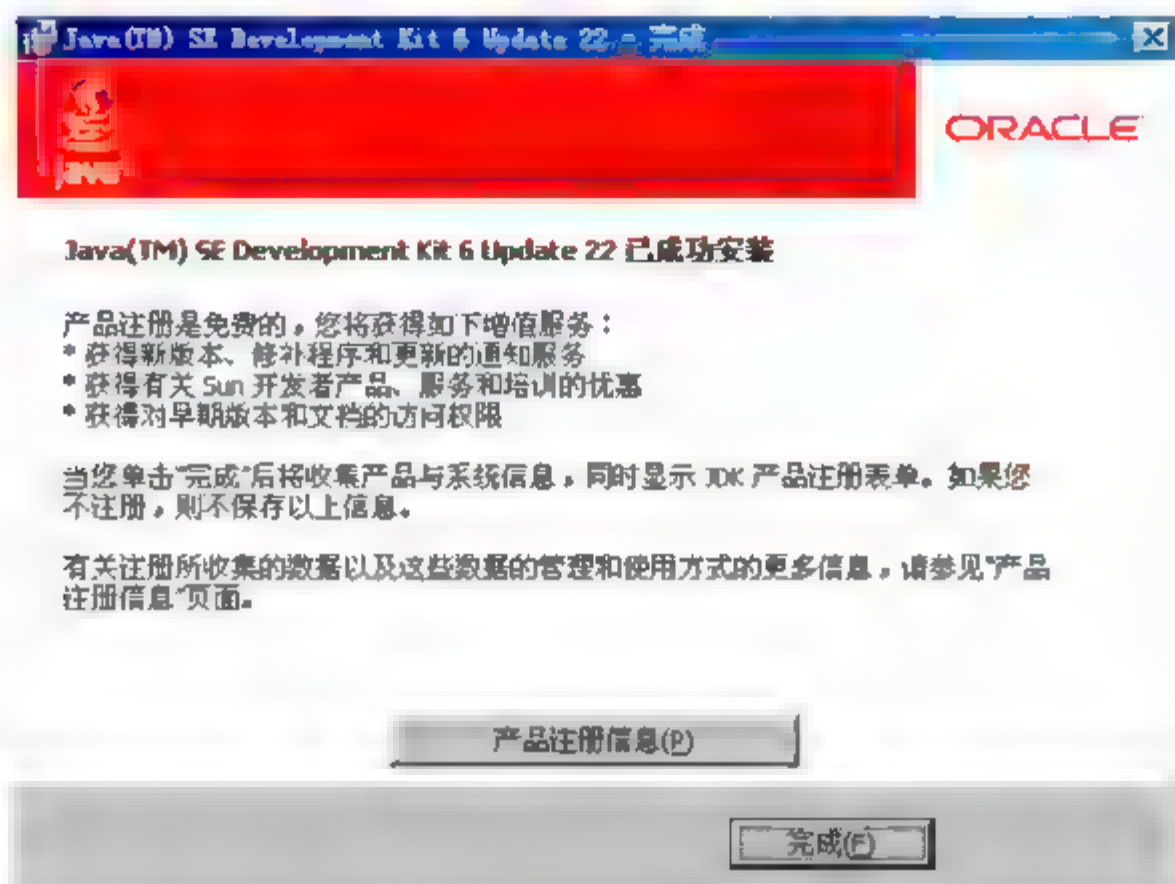 Java(TM) SE Development Kit 6 Update 22 - 完成
Java
ORACLE
Java(TM) SE Development Kit 6 Update 22 已成功安装
产品注册是免费的，您将获得如下增值服务：
* 获得新版本、修补程序和更新的通知服务
* 获得有关 Sun 开发者产品、服务和培训的优惠
* 获得对早期版本和文档的访问权限
当您单击“完成”后将收集产品与系统信息，同时显示 JDK 产品注册表单。如果您
不注册，则不保存以上信息。
有关注册所收集的数据以及这些数据的管理和使用方式的更多信息，请参见“产品
注册信息”页面。
产品注册信息(P)
完成(F)